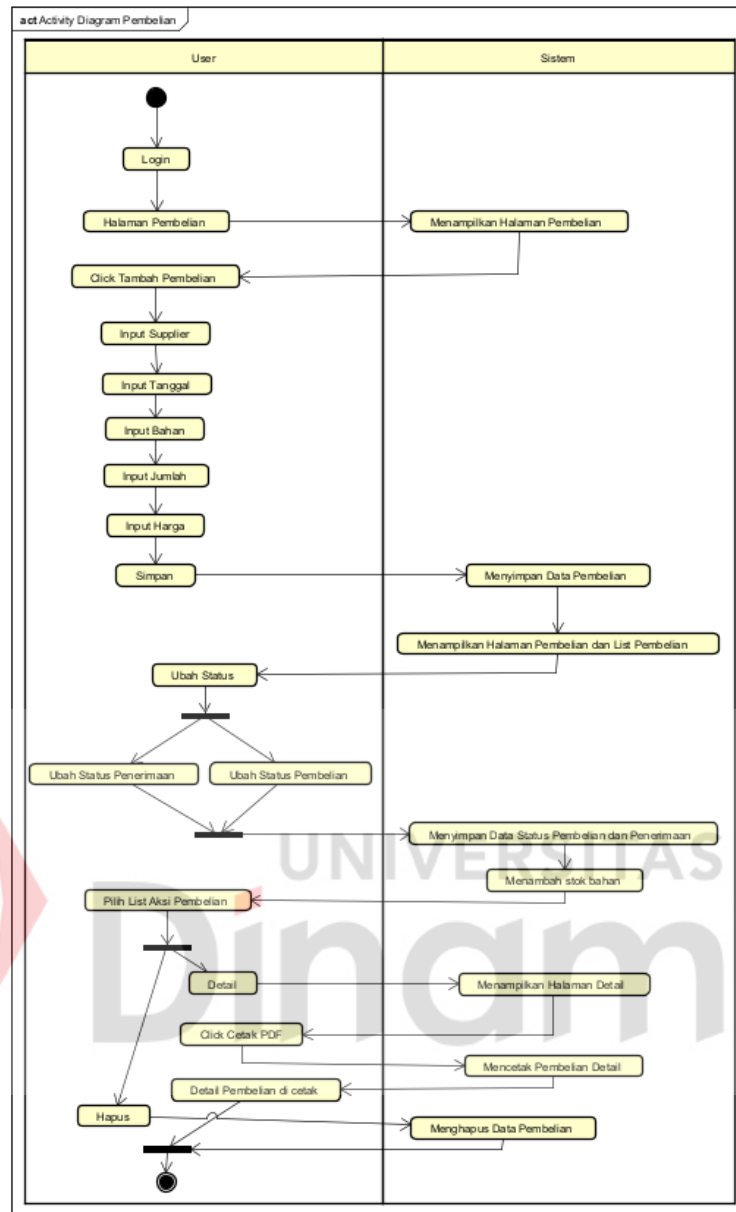 act Activity Diagram Pembelian
User
Sistem
Login
Halaman Pembelian
Menampilkan Halaman Pembelian
Click Tambah Pembelian
Input Supplier
Input Tanggal
Input Bahan
Input Jumlah
Input Harga
Simpan
Menyimpan Data Pembelian
Menampilkan Halaman Pembelian dan List Pembelian
Ubah Status
Ubah Status Penerimaan
Ubah Status Pembelian
Menyimpan Data Status Pembelian dan Penerimaan
UNIVERSITAS
Menambah stok bahan
Pilih List Aksi Pembelian
Dinam
Detail
Menampilkan Halaman Detail
Click Cetak PDF
Mencetak Pembelian Detail
Detail Pembelian di cetak
Hapus
Menghapus Data Pembelian